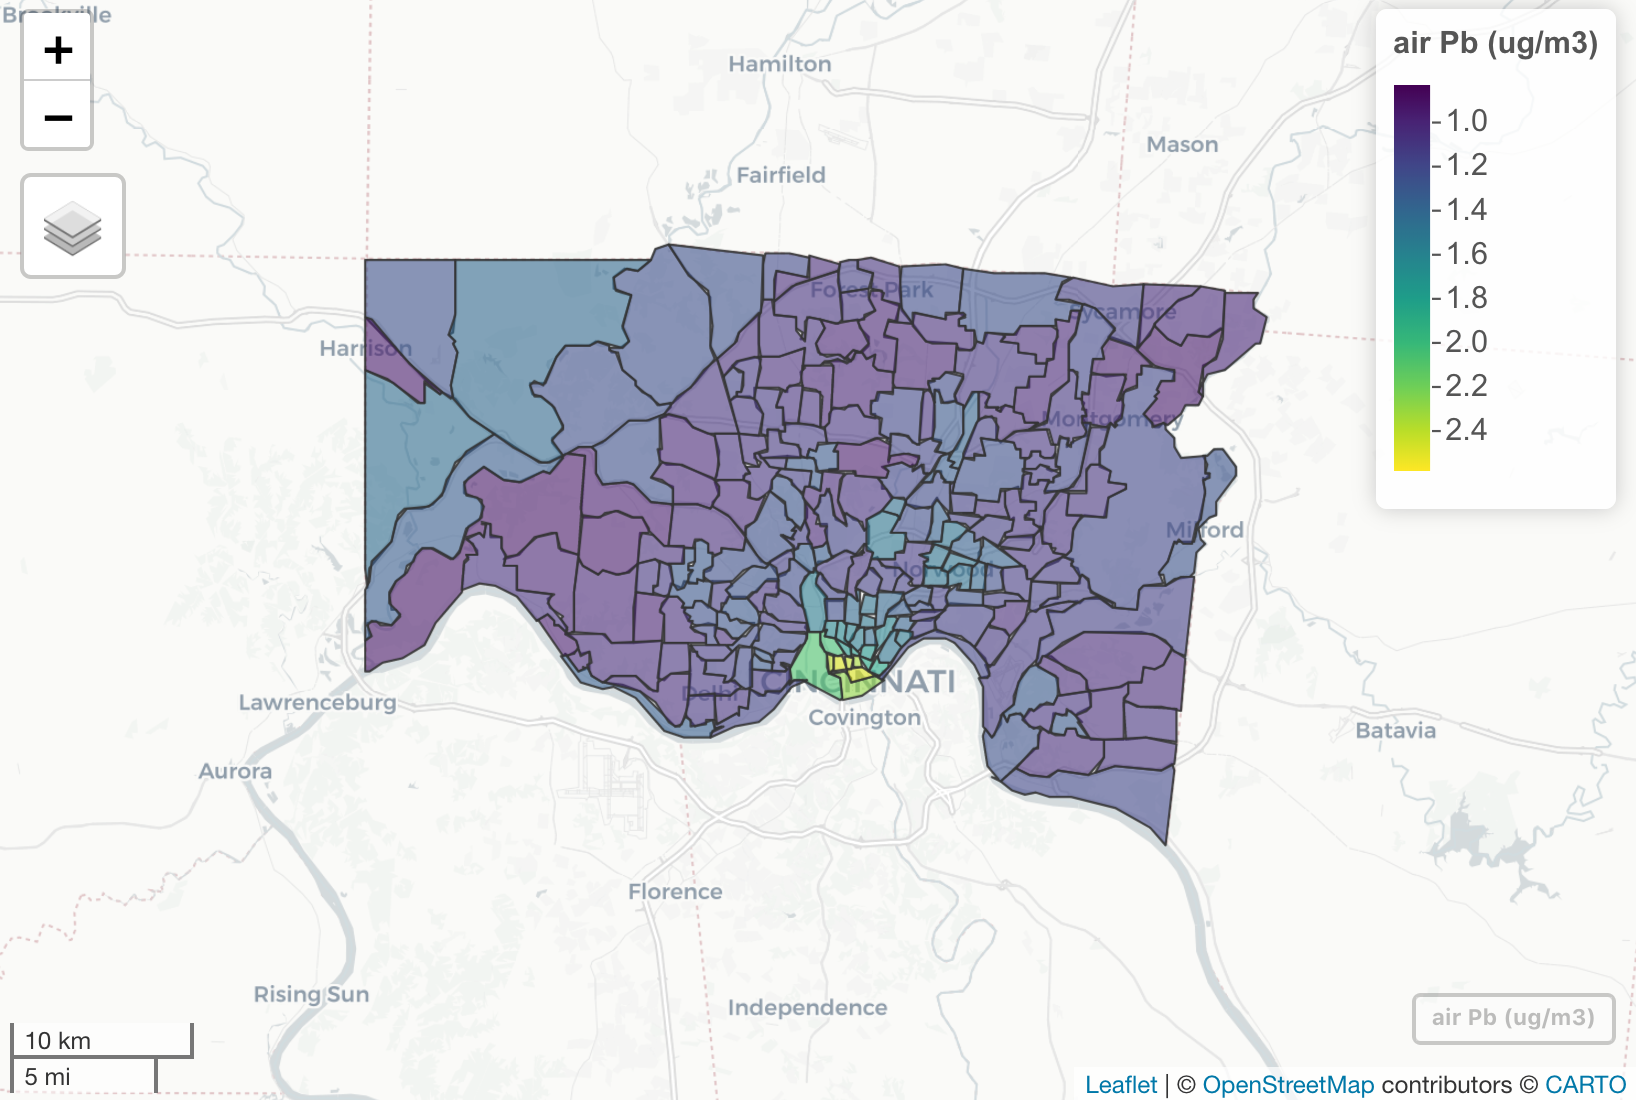 Brookville
+
−
Hamilton
air Pb (ug/m3)
1.0
1.2
1.4
1.6
1.8
2.0
2.2
2.4
Mason
Fairfield
Forest Park
Sycamore
Harrison
Montgomery
Milford
Norwood
CINCINNATI
Delhi
Lawrenceburg
Covington
Batavia
Aurora
Florence
Rising Sun
Independence
air Pb (ug/m3)
10 km
5 mi
Leaflet | © OpenStreetMap contributors © CARTO